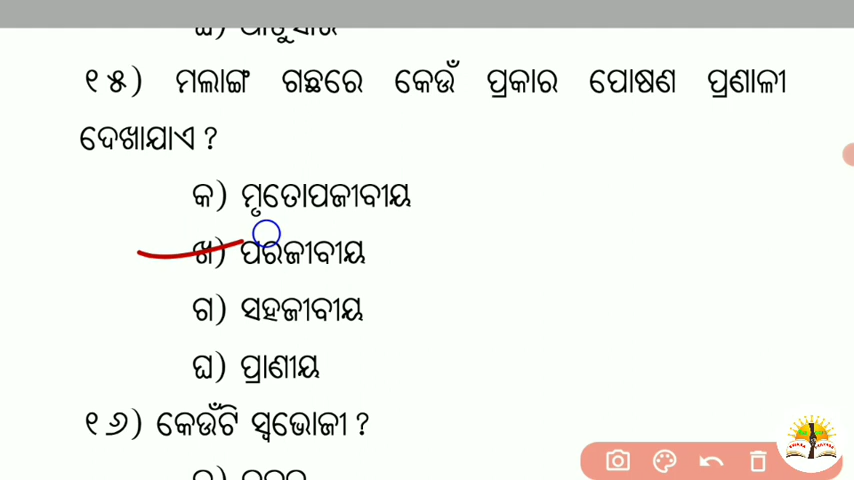 ୧୫) ମଲାଙ୍ଗ ଗଛରେ କେଉଁ ପ୍ରକାର ପୋଷଣ ପ୍ରଣାଳୀ
ଦେଖାଯାଏ ?
କ) ମୃତୋପଜୀବୀୟ
ଖ) ପରଜୀବୀୟ
ଗ) ସହଜୀବୀୟ
ଘ) ପ୍ରାଣୀୟ
୧୬) କେଉଁଟି ସ୍ୱଭୋଜୀ ?